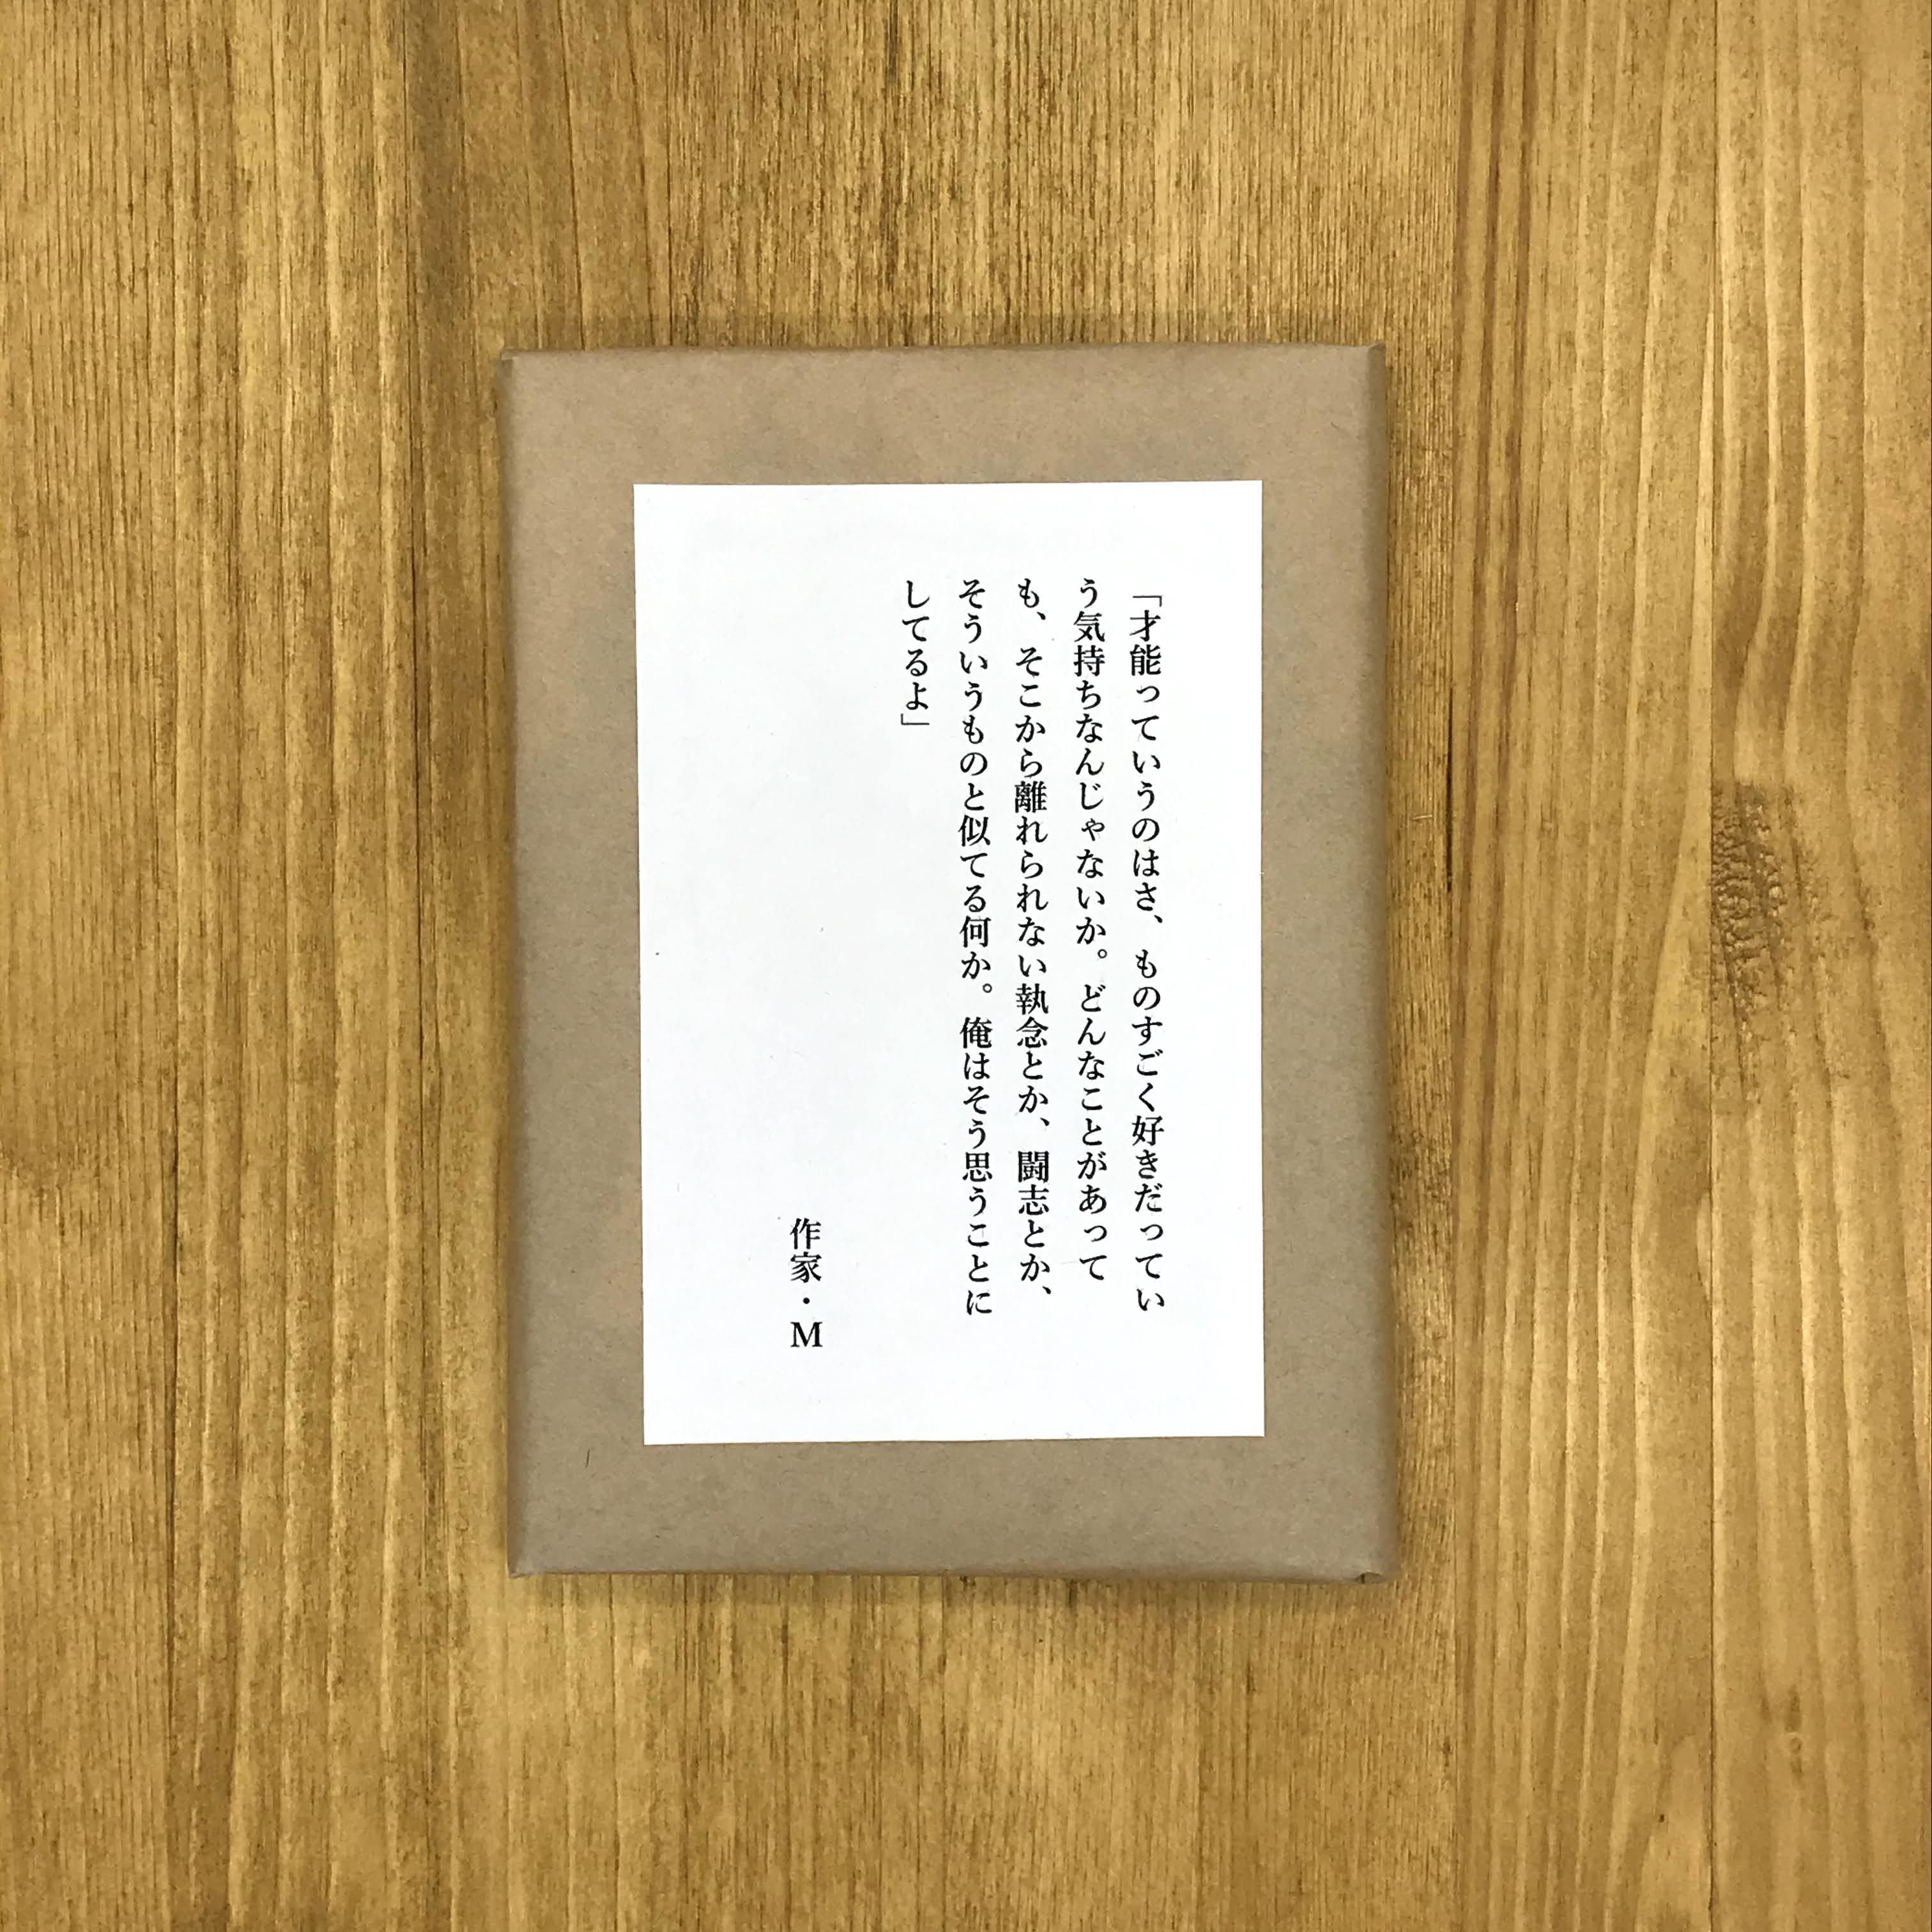 「才能っていうのはさ、ものすごく好きだってい
う気持ちなんじゃないか。どんなことがあって
も、そこから離れられない執念とか、闘志とか、
そういうものと似てる何か。俺はそう思うことに
してるよ」
作家・M